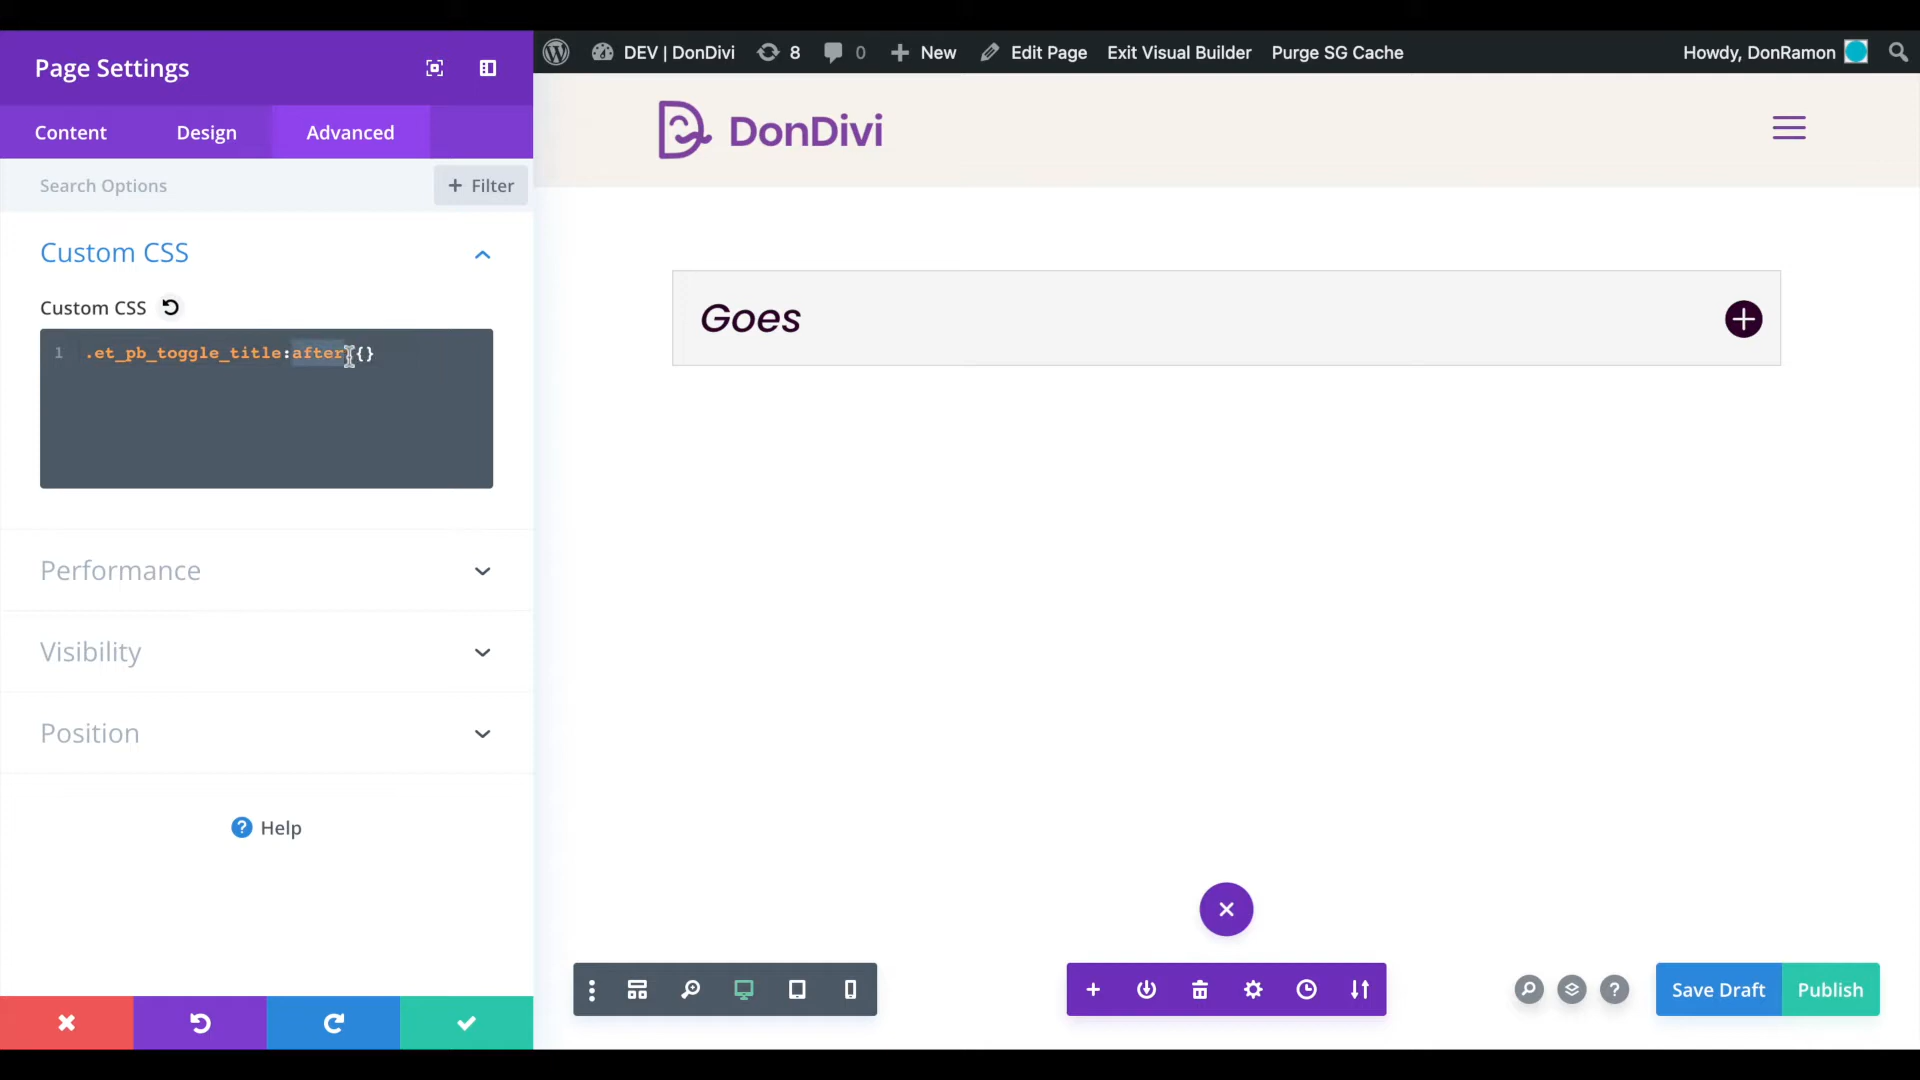 Page Settings
DEV | DonDivi 8 0 New Edit Page Exit Visual Builder Purge SG Cache Howdy, DonRamon
Content Design Advanced
DonDivi
Search Options + Filter
Custom CSS
Custom CSS
Goes
1 .et_pb_toggle_title:after {}
Performance
Visibility
Position
? Help
Save Draft Publish